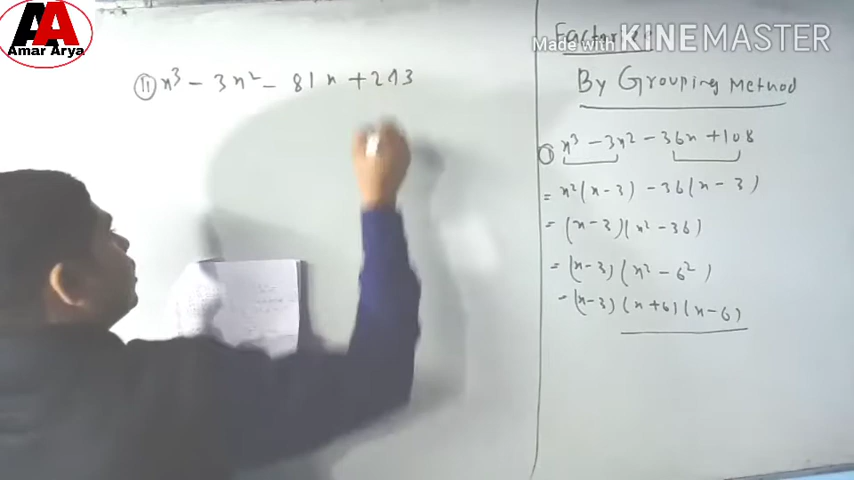 AA
Amar Arya
Made with KINEMASTER
(11) x³ - 3x² - 81x + 243
By Grouping Method
x³ - 3x² - 36x + 108
= x²(x-3) - 36(x-3)
= (x-3)(x² - 36)
= (x-3)(x² - 6²)
= (x-3)(x+6)(x-6)